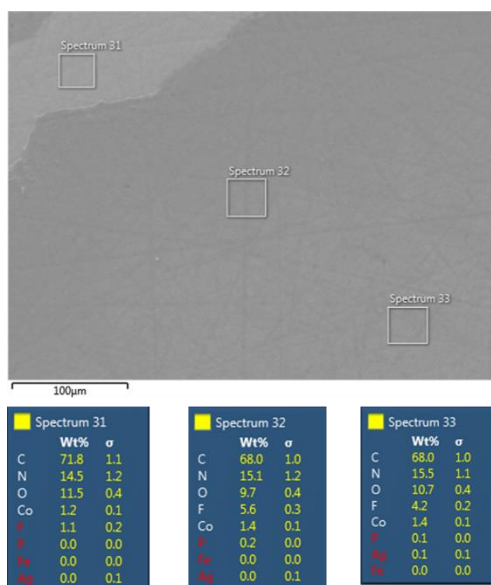 Spectrum 31
Spectrum 32
Spectrum 33
100µm
Spectrum 31
Wt% σ
C 71.8 1.1
N 14.5 1.2
O 11.5 0.4
Co 1.2 0.1
F 1.1 0.2
P 0.0 0.0
Fe 0.0 0.0
Ag 0.0 0.1
Spectrum 32
Wt% σ
C 68.0 1.0
N 15.1 1.2
O 9.7 0.4
F 5.6 0.3
Co 1.4 0.1
P 0.2 0.0
Fe 0.0 0.0
Ag 0.0 0.1
Spectrum 33
Wt% σ
C 68.0 1.0
N 15.5 1.1
O 10.7 0.4
F 4.2 0.2
Co 1.4 0.1
P 0.1 0.0
Ag 0.1 0.1
Fe 0.0 0.0